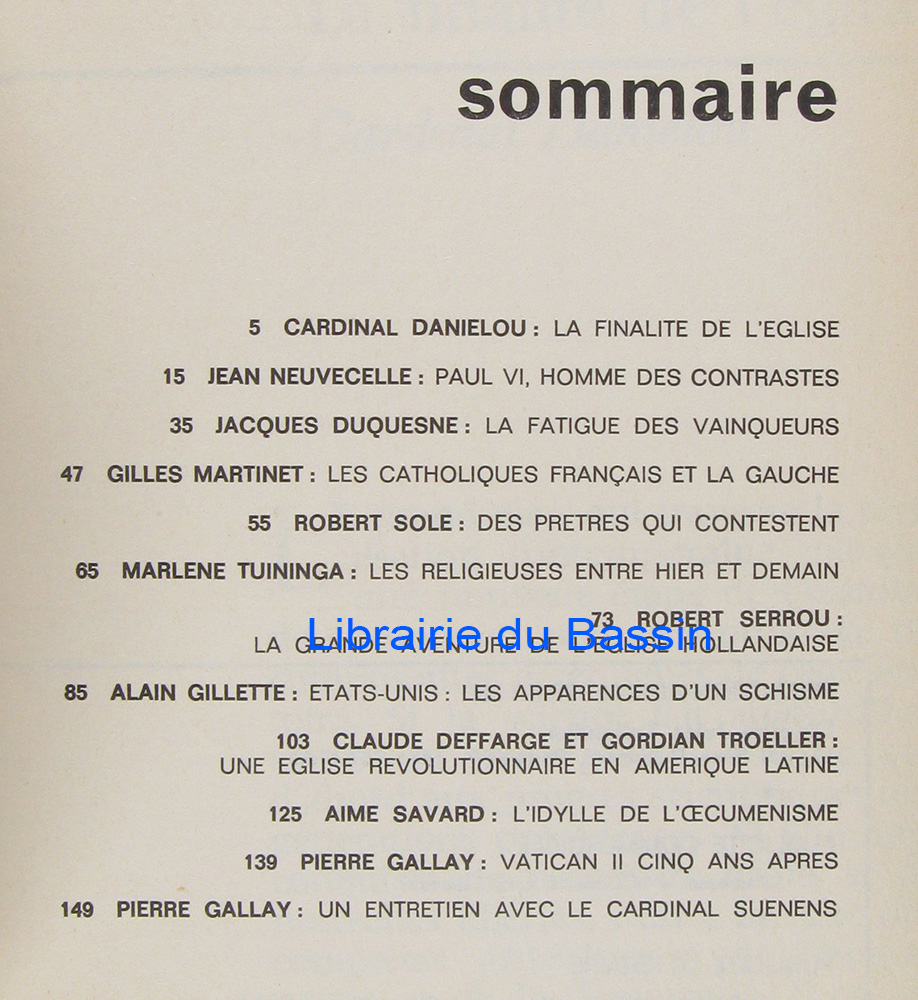 sommaire
5 CARDINAL DANIELOU : LA FINALITE DE L'EGLISE
15 JEAN NEUVECELLE : PAUL VI, HOMME DES CONTRASTES
35 JACQUES DUQUESNE : LA FATIGUE DES VAINQUEURS
47 GILLES MARTINET : LES CATHOLIQUES FRANÇAIS ET LA GAUCHE
55 ROBERT SOLE : DES PRETRES QUI CONTESTENT
65 MARLENE TUININGA : LES RELIGIEUSES ENTRE HIER ET DEMAIN
73 ROBERT SERROU :
Librairie du Bassin
LA GRANDE AVENTURE DE L'EGLISE HOLLANDAISE
85 ALAIN GILLETTE : ETATS-UNIS : LES APPARENCES D'UN SCHISME
103 CLAUDE DEFFARGE ET GORDIAN TROELLER :
UNE EGLISE REVOLUTIONNAIRE EN AMERIQUE LATINE
125 AIME SAVARD : L'IDYLLE DE L'ŒCUMENISME
139 PIERRE GALLAY : VATICAN II CINQ ANS APRES
149 PIERRE GALLAY : UN ENTRETIEN AVEC LE CARDINAL SUENENS